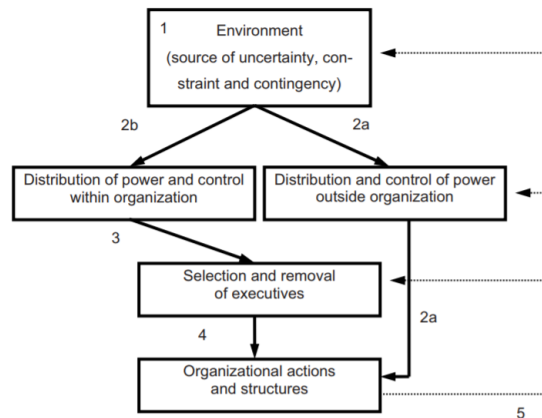 1
Environment
(source of uncertainty, con-
straint and contingency)
2b
2a
Distribution of power and control
within organization
Distribution and control of power
outside organization
3
Selection and removal
of executives
2a
4
Organizational actions
and structures
5